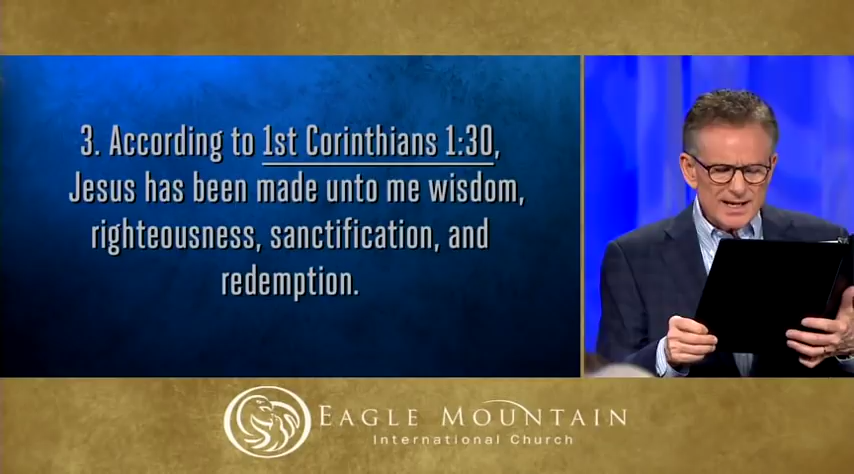 3. According to 1st Corinthians 1:30,
Jesus has been made unto me wisdom,
righteousness, sanctification, and
redemption.
EAGLE MOUNTAIN
International Church